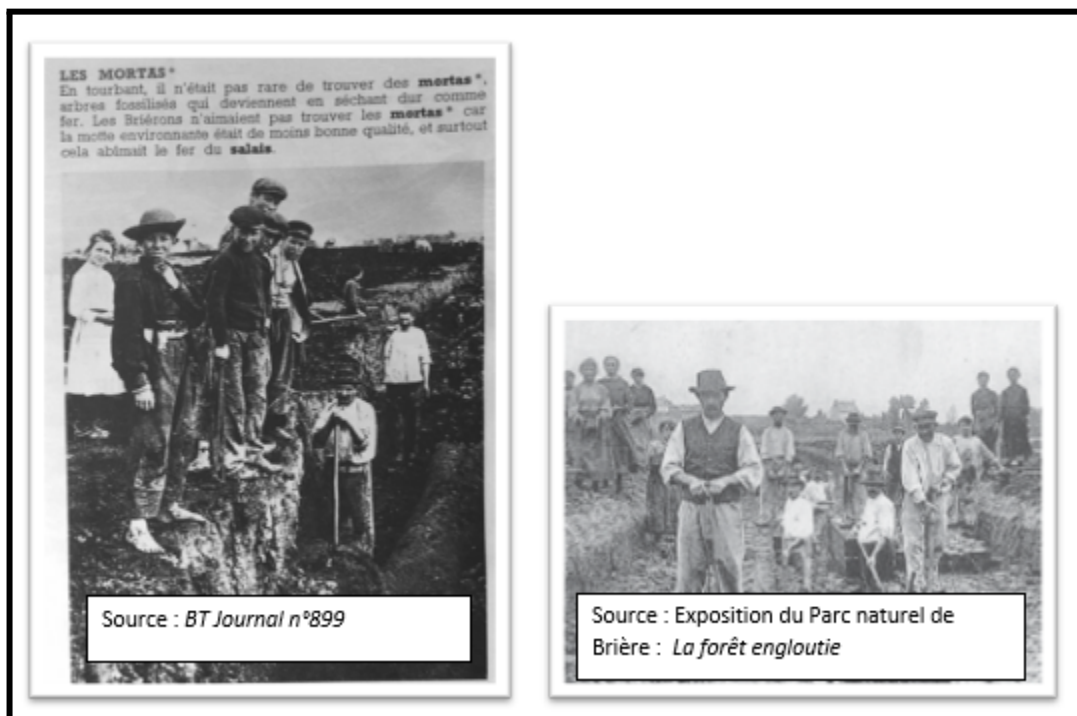 LES MORTAS*
En tourbant, il n'était pas rare de trouver des mortas*,
arbres fossilisés qui deviennent en séchant dur comme
fer. Les Briérons n'aimaient pas trouver les mortas* car
la motte environnante était de moins bonne qualité, et surtout
cela abîmait le fer du salais.
Source : BT Journal n°899
Source : Exposition du Parc naturel de
Brière : La forêt engloutie